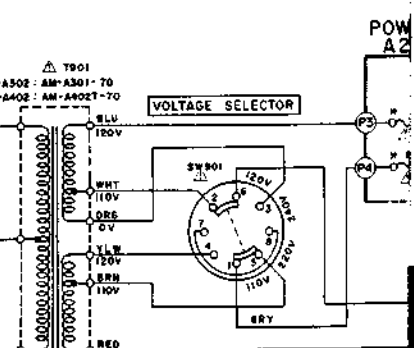 POW
A2
T901
-A302 : AM-A301-70
-A402 : AM-A402T-70
VOLTAGE SELECTOR
BLU
120V
P3
P4
SW901
WHT
110V
ORG
0V
YLW
120V
BRN
110V
RED
120V
240V
220V
110V
2
6
3
7
8
4
1
5
GRY